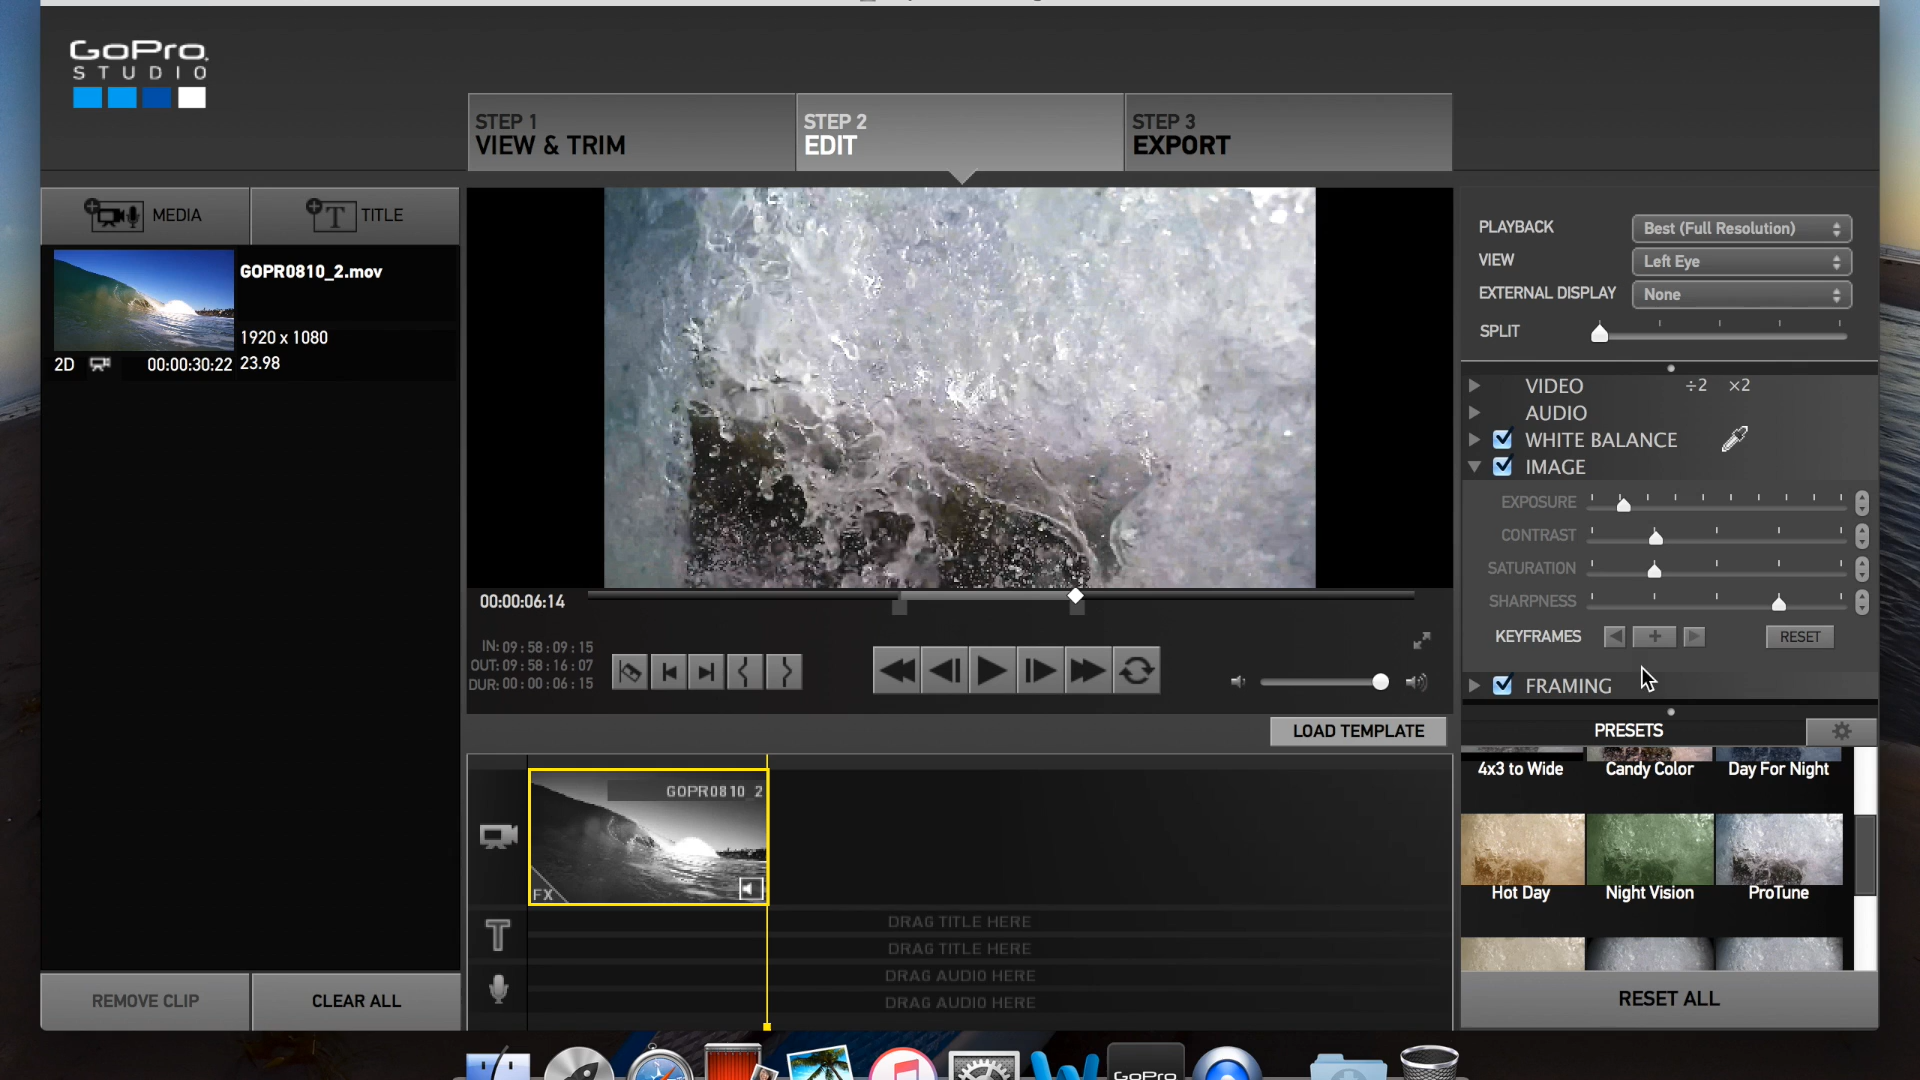 GoPro
STUDIO
STEP 1
VIEW & TRIM
STEP 2
EDIT
STEP 3
EXPORT
MEDIA
T TITLE
GOPR0810_2.mov
1920 x 1080
2D 00:00:30:22 23.98
PLAYBACK Best (Full Resolution)
VIEW Left Eye
EXTERNAL DISPLAY None
SPLIT
VIDEO ÷2 ×2
AUDIO
WHITE BALANCE
IMAGE
EXPOSURE
CONTRAST
SATURATION
SHARPNESS
KEYFRAMES + RESET
FRAMING
00:00:06:14
IN: 09:58:09:15
OUT: 09:58:16:07
DUR: 00:00:06:15
LOAD TEMPLATE
PRESETS
4x3 to Wide Candy Color Day For Night
Hot Day Night Vision ProTune
RESET ALL
GOPR0810_2
FX
T
DRAG TITLE HERE
DRAG TITLE HERE
DRAG AUDIO HERE
DRAG AUDIO HERE
REMOVE CLIP CLEAR ALL
GoPro